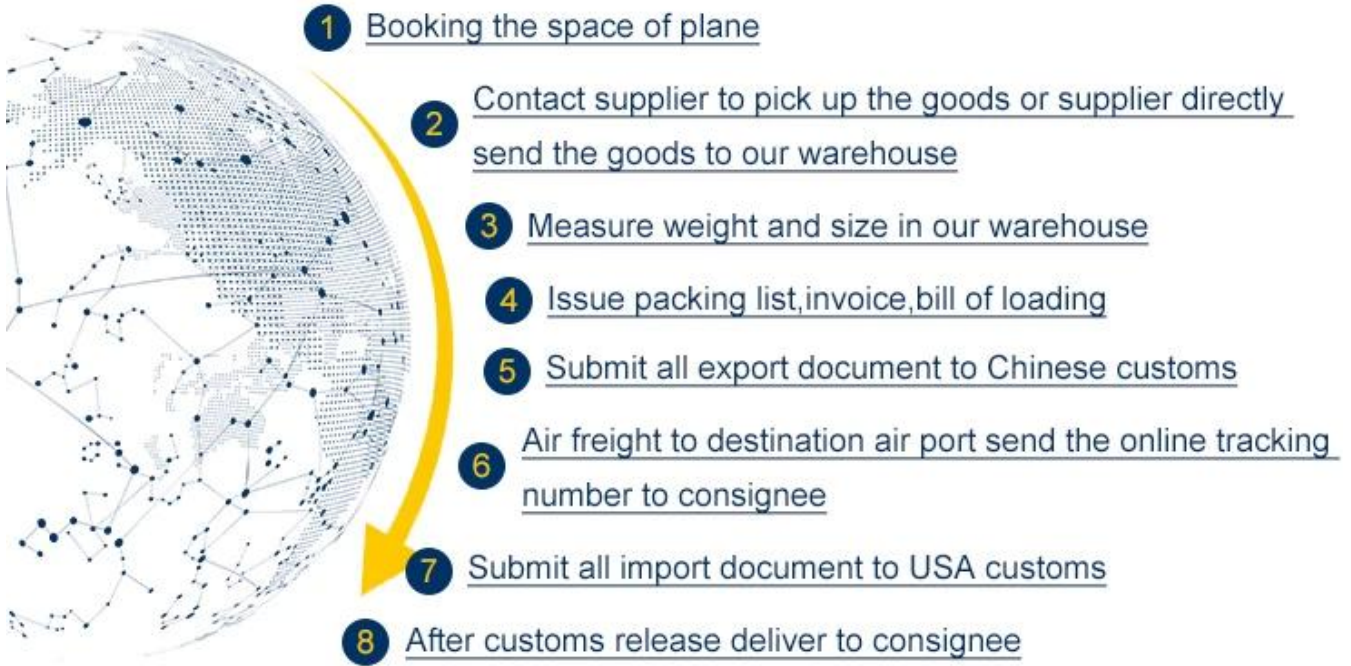 1 Booking the space of plane
2 Contact supplier to pick up the goods or supplier directly
send the goods to our warehouse
3 Measure weight and size in our warehouse
4 Issue packing list,invoice,bill of loading
5 Submit all export document to Chinese customs
6 Air freight to destination air port send the online tracking
number to consignee
7 Submit all import document to USA customs
8 After customs release deliver to consignee